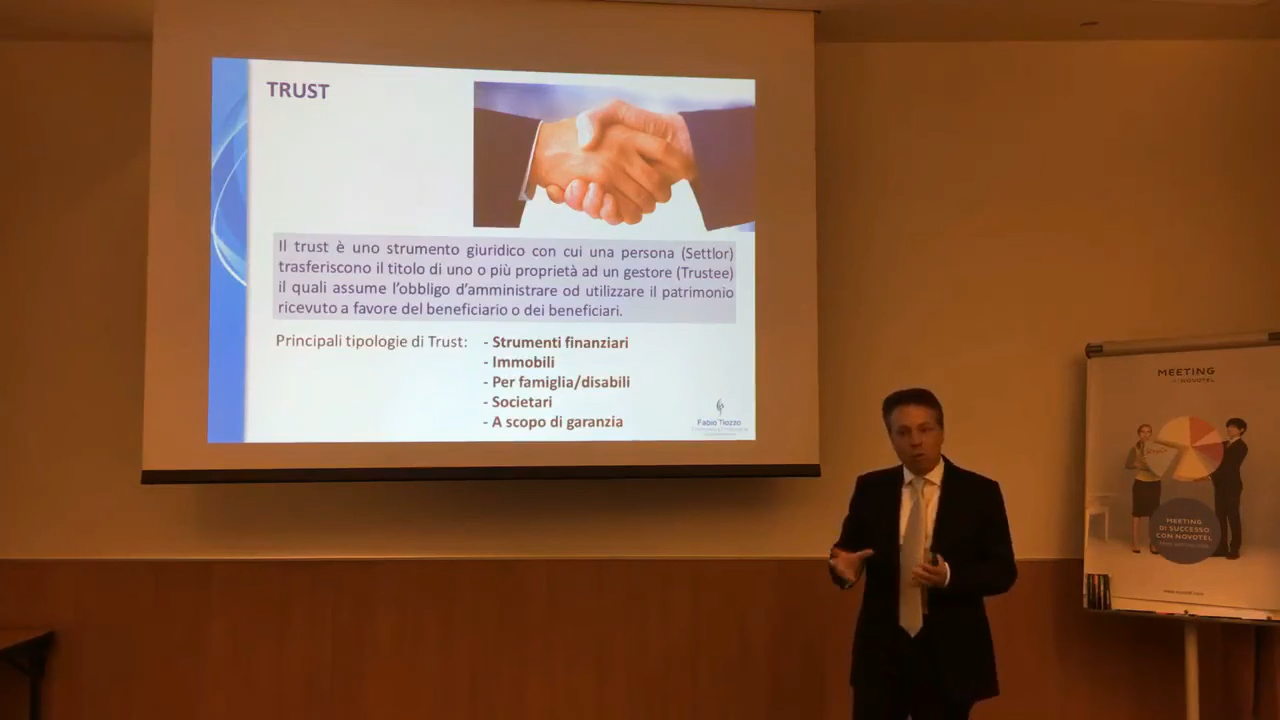 TRUST
Il trust è uno strumento giuridico con cui una persona (Settlor)
trasferiscono il titolo di uno o più proprietà ad un gestore (Trustee)
il quali assume l'obbligo d'amministrare od utilizzare il patrimonio
ricevuto a favore del beneficiario o dei beneficiari.
Principali tipologie di Trust:
- Strumenti finanziari
- Immobili
- Per famiglia/disabili
- Societari
- A scopo di garanzia
Fabio Tiozzo
MEETING
NOVOTEL
MEETING
DI SUCCESSO
CON NOVOTEL